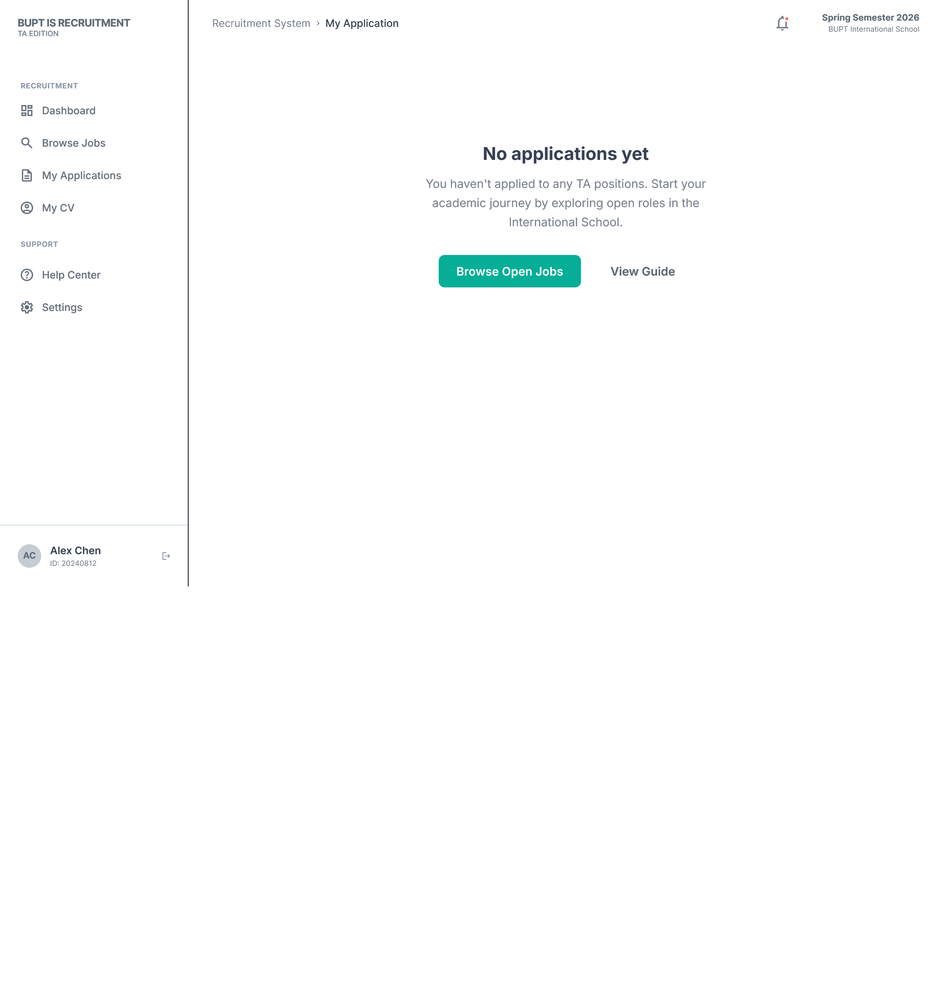 BUPT IS RECRUITMENT
TA EDITION
RECRUITMENT
Dashboard
Browse Jobs
My Applications
My CV
SUPPORT
Help Center
Settings
AC
Alex Chen
ID: 20240812
Recruitment System › My Application
Spring Semester 2026
BUPT International School
No applications yet
You haven't applied to any TA positions. Start your
academic journey by exploring open roles in the
International School.
Browse Open Jobs
View Guide